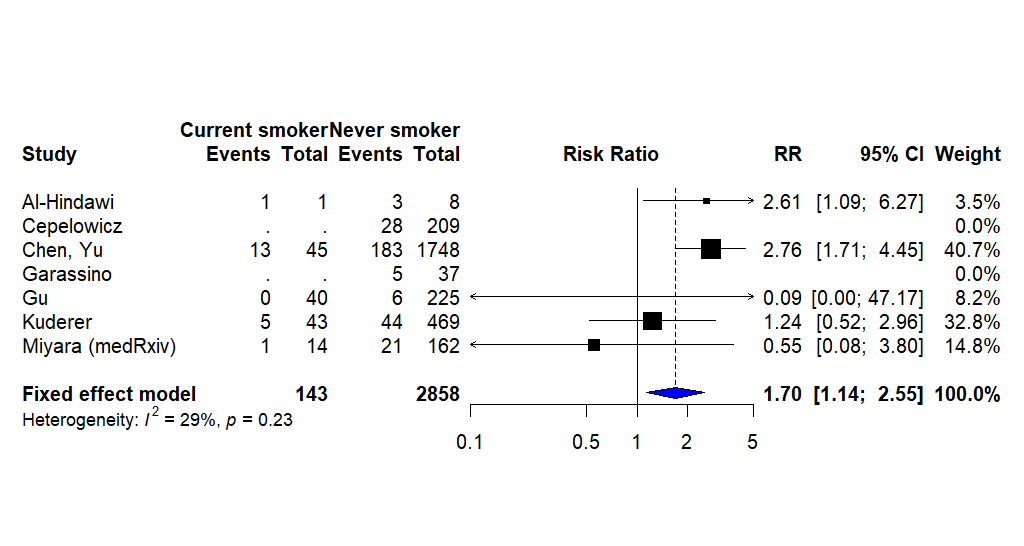 Current smoker Never smoker
Study Events Total Events Total Risk Ratio RR 95% CI Weight
Al-Hindawi 1 1 3 8 2.61 [1.09; 6.27] 3.5%
Cepelowicz . . 28 209 0.0%
Chen, Yu 13 45 183 1748 2.76 [1.71; 4.45] 40.7%
Garassino . . 5 37 0.0%
Gu 0 40 6 225 0.09 [0.00; 47.17] 8.2%
Kuderer 5 43 44 469 1.24 [0.52; 2.96] 32.8%
Miyara (medRxiv) 1 14 21 162 0.55 [0.08; 3.80] 14.8%
Fixed effect model 143 2858 1.70 [1.14; 2.55] 100.0%
Heterogeneity: I² = 29%, p = 0.23
0.1 0.5 1 2 5